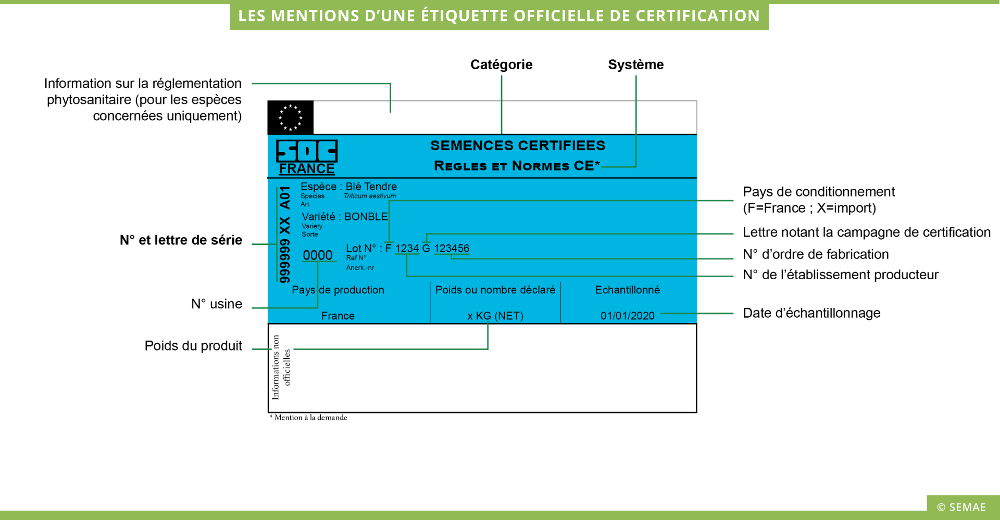 LES MENTIONS D’UNE ÉTIQUETTE OFFICIELLE DE CERTIFICATION
Catégorie
Système
Information sur la réglementation
phytosanitaire (pour les espèces
concernées uniquement)
SOC
FRANCE
SEMENCES CERTIFIEES
REGLES ET NORMES CE*
999999 XX A01
Espèce : Blé Tendre
Species
Triticum aestivum
Art
Variété : BONBLE
Variety
Sorte
0000
Lot N° : F 1234 G 123456
Ref N°
Anerk.-nr
Pays de production
Poids ou nombre déclaré
Echantillonné
France
x KG (NET)
01/01/2020
N° et lettre de série
N° usine
Poids du produit
Pays de conditionnement
(F=France ; X=import)
Lettre notant la campagne de certification
N° d’ordre de fabrication
N° de l’établissement producteur
Date d’échantillonnage
Informations non
officielles
* Mention à la demande
© SEMAE